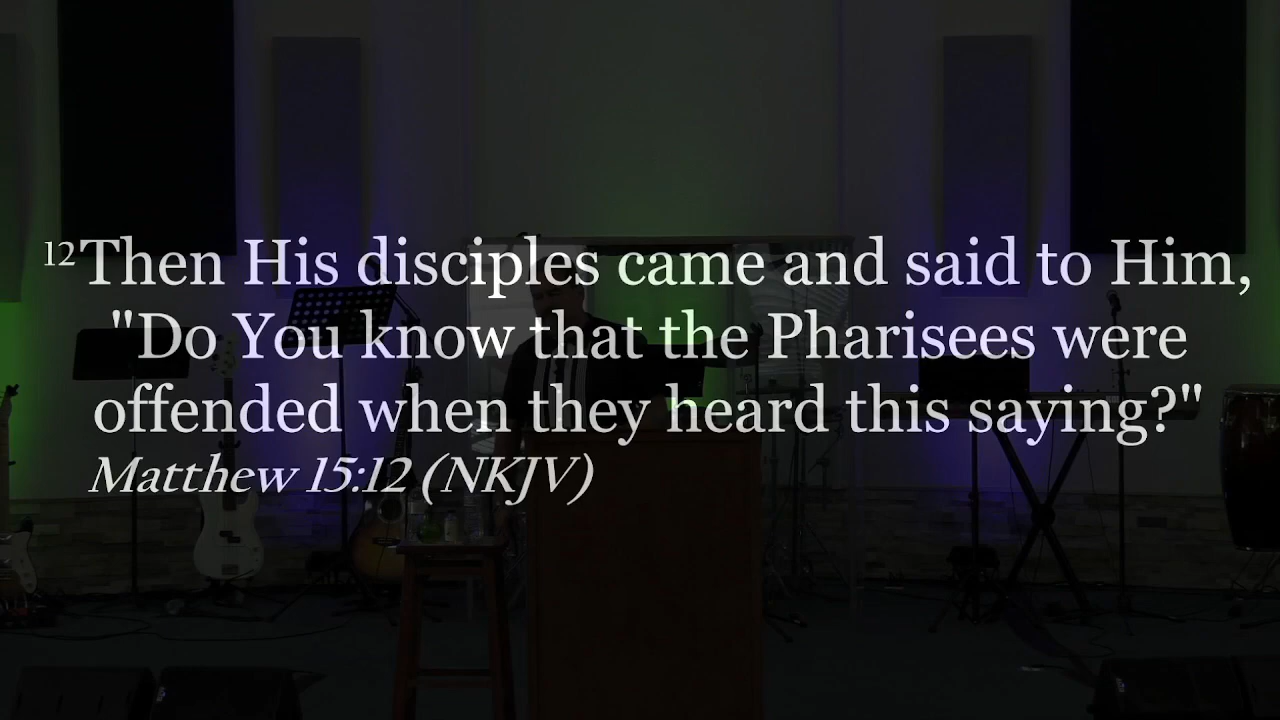 12Then His disciples came and said to Him,
"Do You know that the Pharisees were
offended when they heard this saying?"
Matthew 15:12 (NKJV)